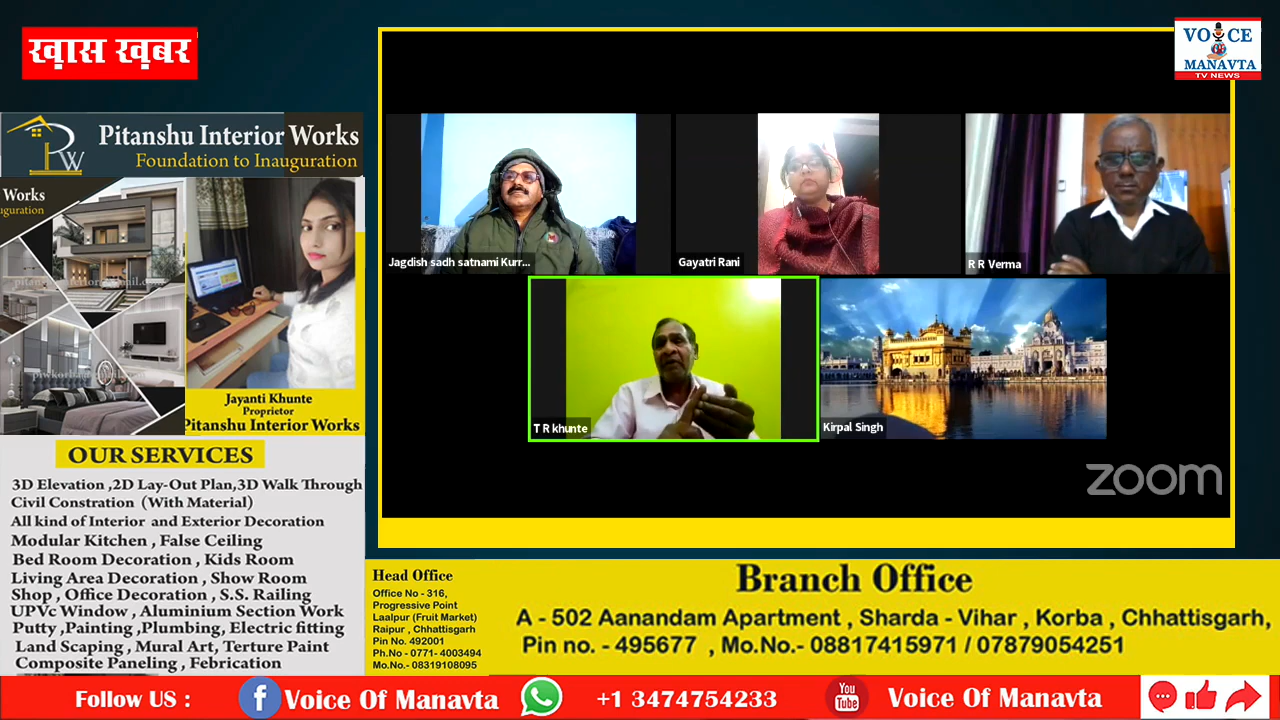 ख़ास ख़बर
VOICE
OF
MANAVTA
TV NEWS
PW
Pitanshu Interior Works
Foundation to Inauguration
Works
uguration
Jayanti Khunte
Proprietor
Pitanshu Interior Works
OUR SERVICES
3D Elevation ,2D Lay-Out Plan,3D Walk Through
Civil Constration (With Material)
All kind of Interior and Exterior Decoration
Modular Kitchen , False Ceiling
Bed Room Decoration , Kids Room
Living Area Decoration , Show Room
Shop , Office Decoration , S.S. Railing
UPVc Window , Aluminium Section Work
Putty ,Painting ,Plumbing, Electric fitting
Land Scaping , Mural Art, Terture Paint
Composite Paneling , Febrication
Jagdish sadh satnami Kurr...
Gayatri Rani
R R Verma
T R khunte
Kirpal Singh
zoom
Head Office
Office No - 316,
Progressive Point
Laalpur (Fruit Market)
Raipur , Chhattisgarh
Pin No. 492001
Ph.No - 0771- 4003494
Mo.No.- 08319108095
Branch Office
A - 502 Aanandam Apartment , Sharda - Vihar , Korba , Chhattisgarh,
Pin no. - 495677 , Mo.No.- 08817415971 / 07879054251
Follow US :
Voice Of Manavta
+1 3474754233
You
Tube
Voice Of Manavta